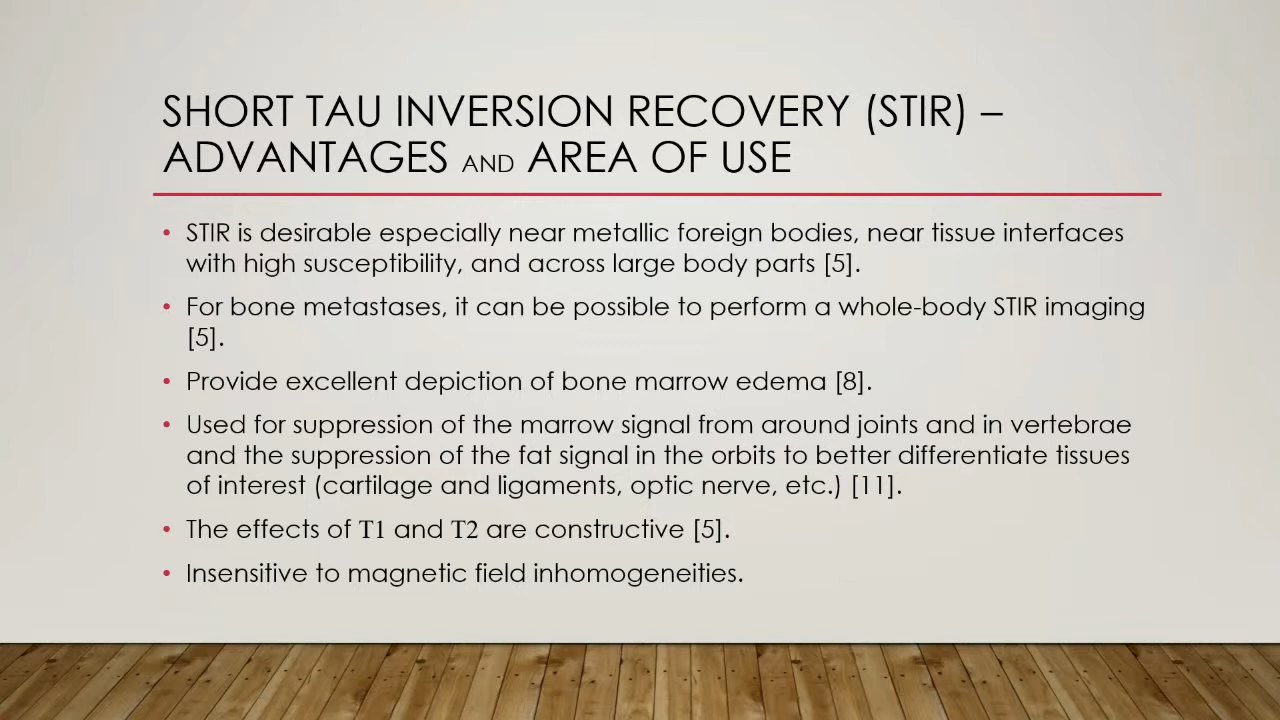 SHORT TAU INVERSION RECOVERY (STIR) –
ADVANTAGES AND AREA OF USE
• STIR is desirable especially near metallic foreign bodies, near tissue interfaces
with high susceptibility, and across large body parts [5].
• For bone metastases, it can be possible to perform a whole-body STIR imaging
[5].
• Provide excellent depiction of bone marrow edema [8].
• Used for suppression of the marrow signal from around joints and in vertebrae
and the suppression of the fat signal in the orbits to better differentiate tissues
of interest (cartilage and ligaments, optic nerve, etc.) [11].
• The effects of T1 and T2 are constructive [5].
• Insensitive to magnetic field inhomogeneities.